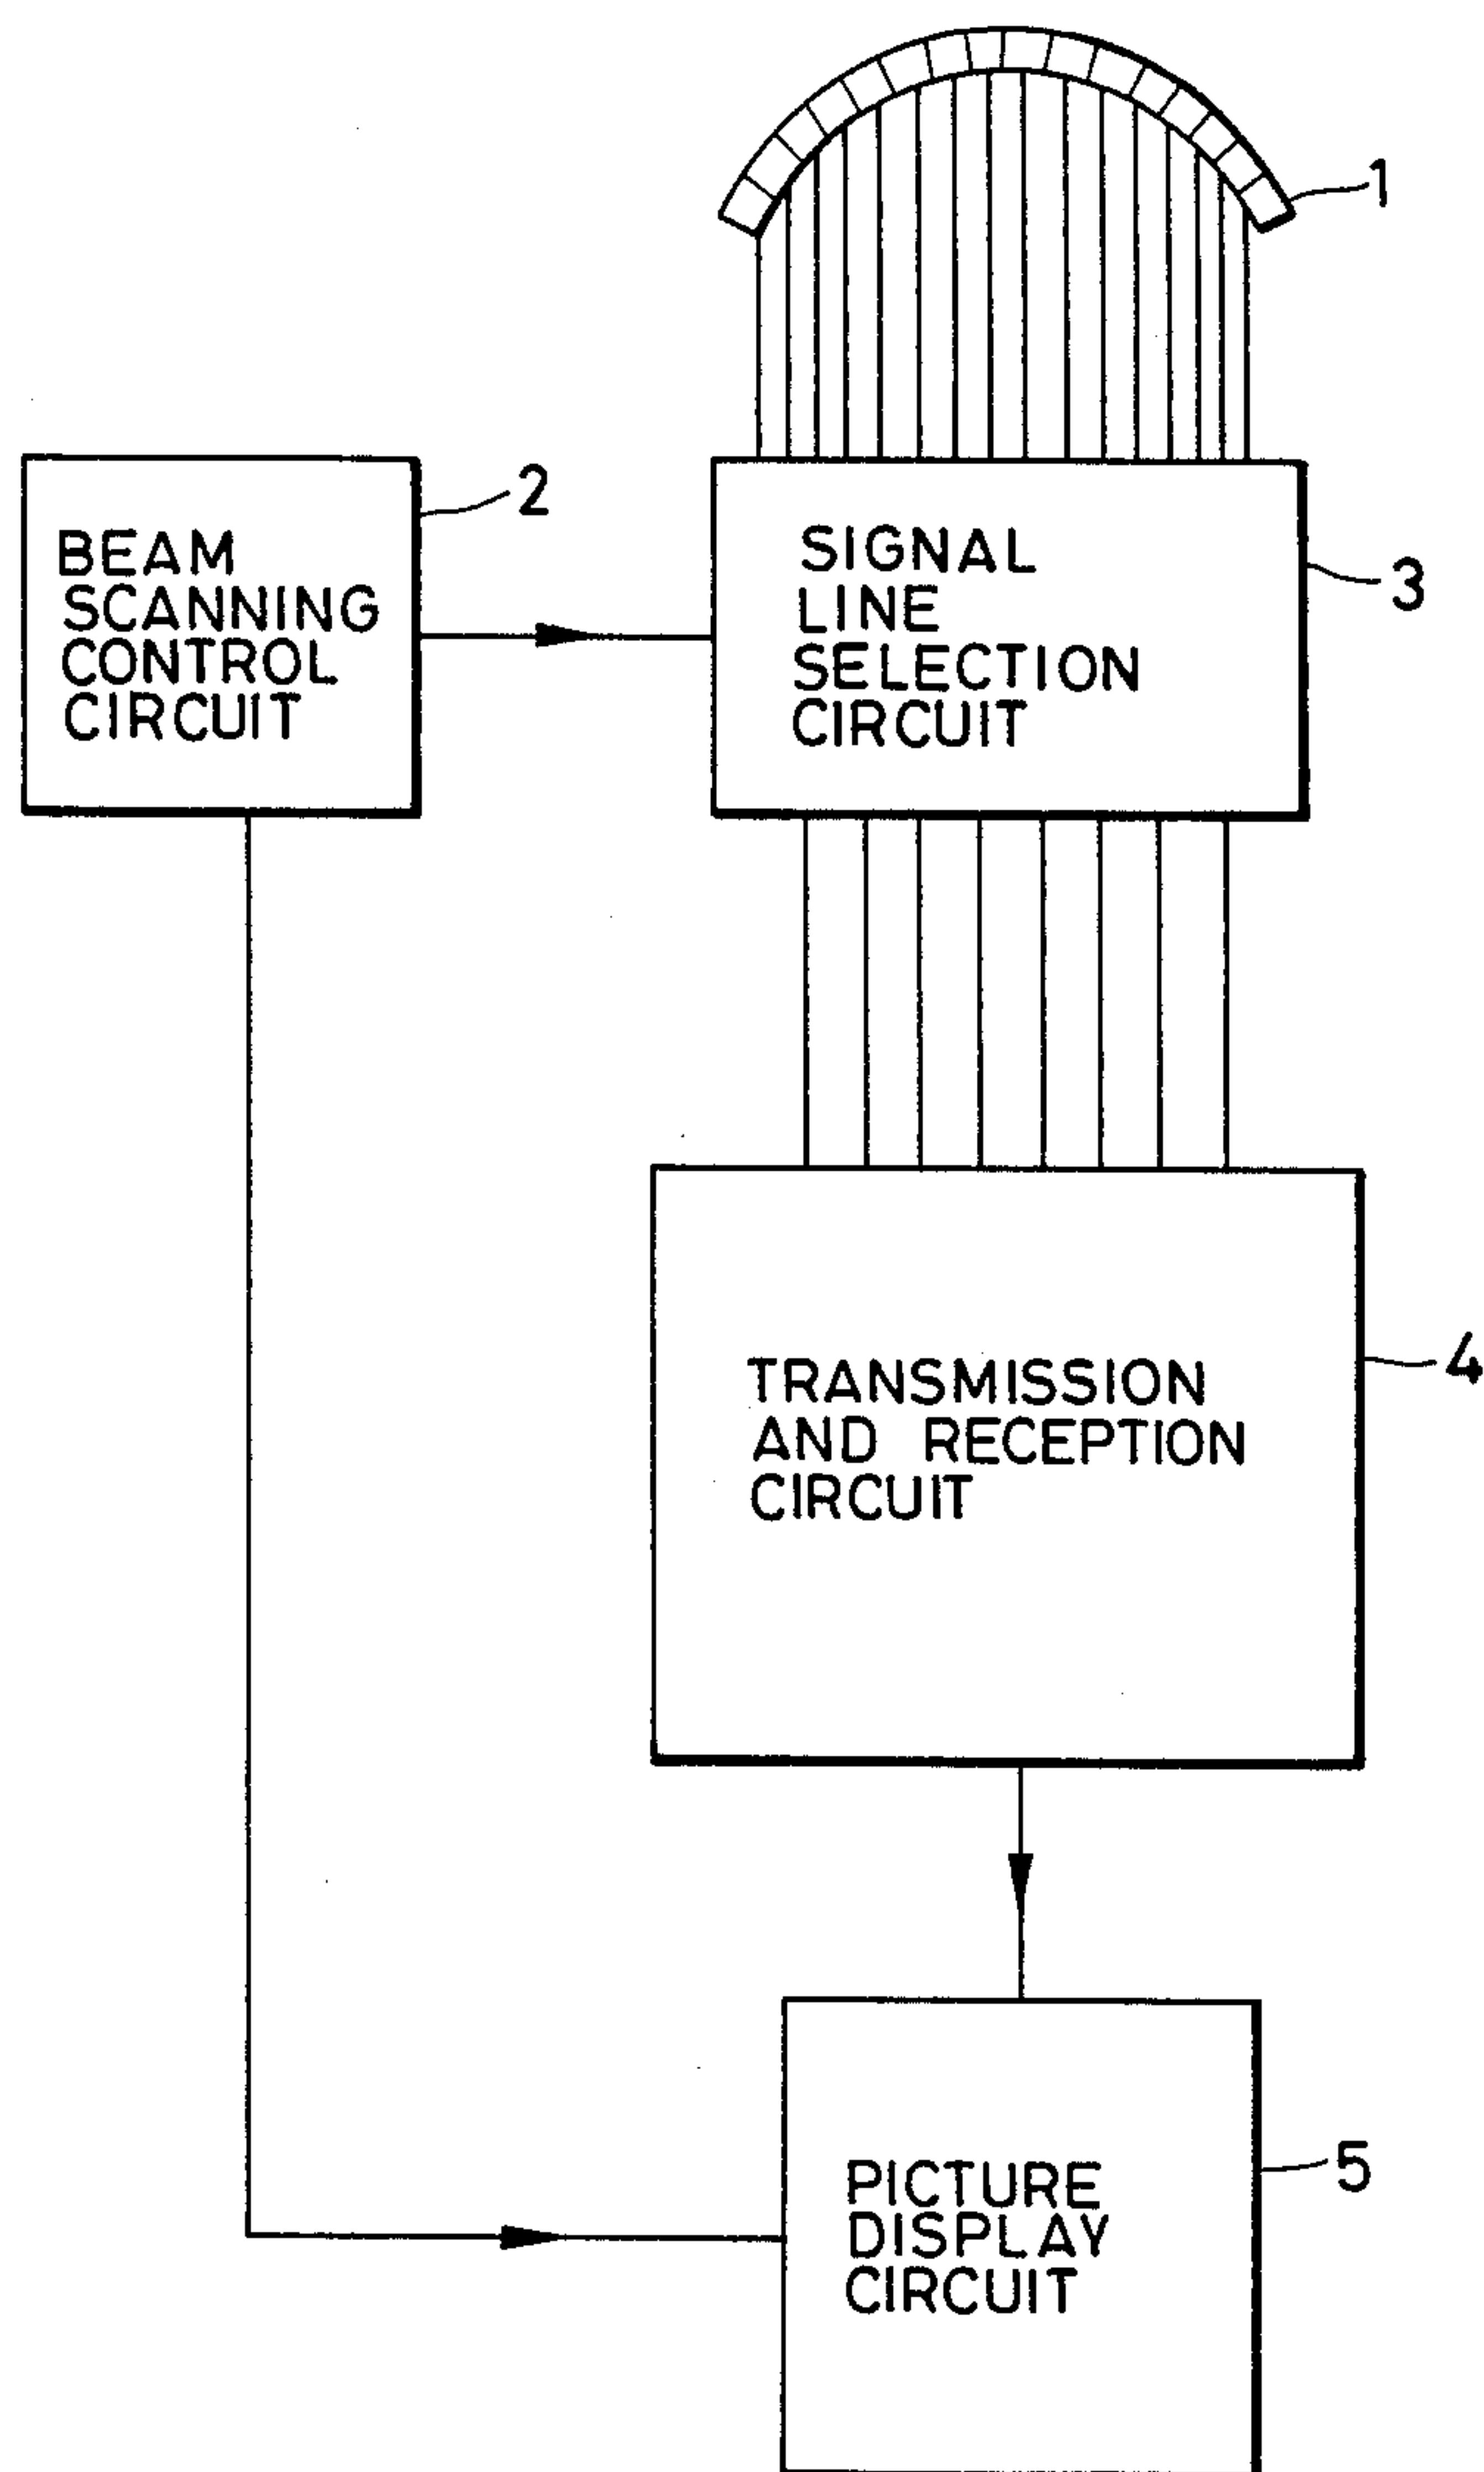 1
2
BEAM
SCANNING
CONTROL
CIRCUIT
SIGNAL
LINE
SELECTION
CIRCUIT
3
TRANSMISSION
AND RECEPTION
CIRCUIT
4
PICTURE
DISPLAY
CIRCUIT
5